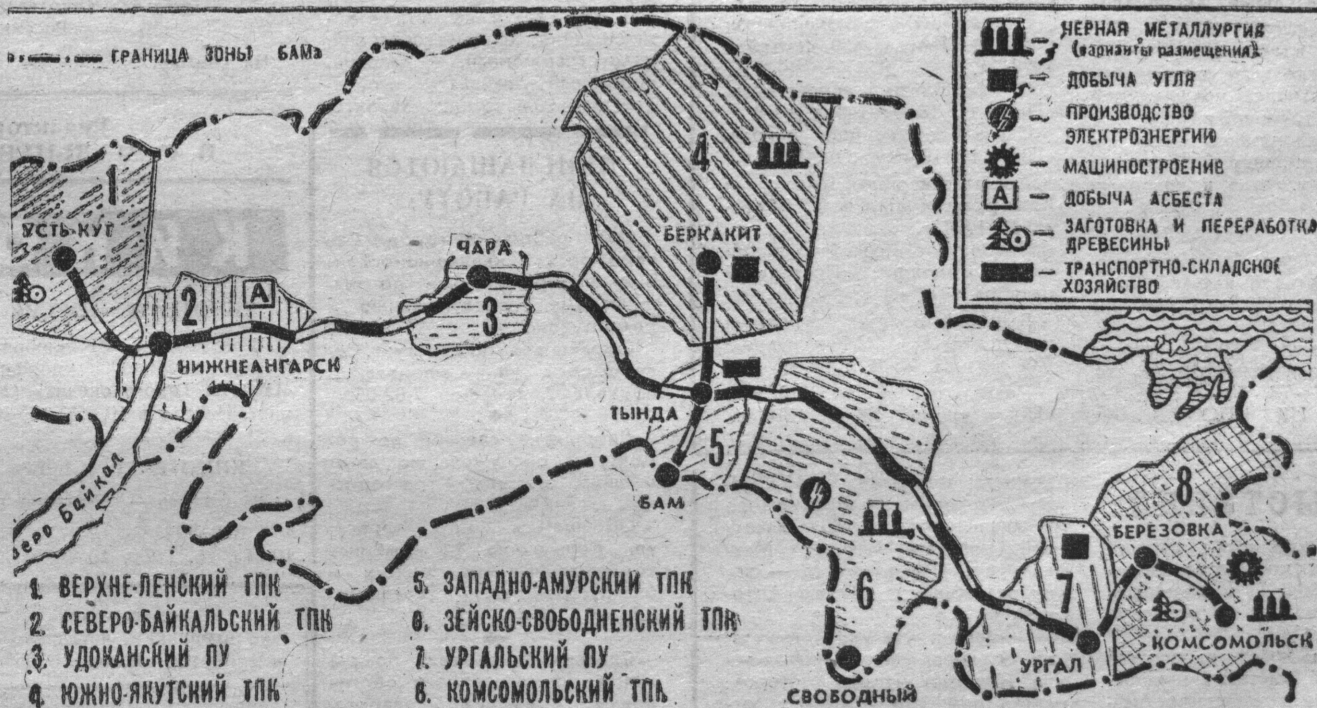 ГРАНИЦА ЗОНЫ БАМа
ЧЕРНАЯ МЕТАЛЛУРГИЯ
(варианты размещения)
ДОБЫЧА УГЛЯ
ПРОИЗВОДСТВО
ЭЛЕКТРОЭНЕРГИЮ
МАШИНОСТРОЕНИЕ
А
ДОБЫЧА АСБЕСТА
ЗАГОТОВКА И ПЕРЕРАБОТКА
ДРЕВЕСИНЫ
ТРАНСПОРТНО-СКЛАДСКОЕ
ХОЗЯЙСТВО
1
УСТЬ-КУТ
2
А
НИЖНЕАНГАРСК
ЧАРА
3
4
БЕРКАКИТ
ТЫНДА
5
БАМ
6
СВОБОДНЫЙ
7
УРГАЛ
8
БЕРЕЗОВКА
КОМСОМОЛЬСК
Байкал
1. ВЕРХНЕ-ЛЕНСКИЙ ТПК
2. СЕВЕРО-БАЙКАЛЬСКИЙ ТПК
3. УДОКАНСКИЙ ПУ
4. ЮЖНО-ЯКУТСКИЙ ТПК
5. ЗАПАДНО-АМУРСКИЙ ТПК
6. ЗЕЙСКО-СВОБОДНЕНСКИЙ ТПК
7. УРГАЛЬСКИЙ ПУ
8. КОМСОМОЛЬСКИЙ ТПК